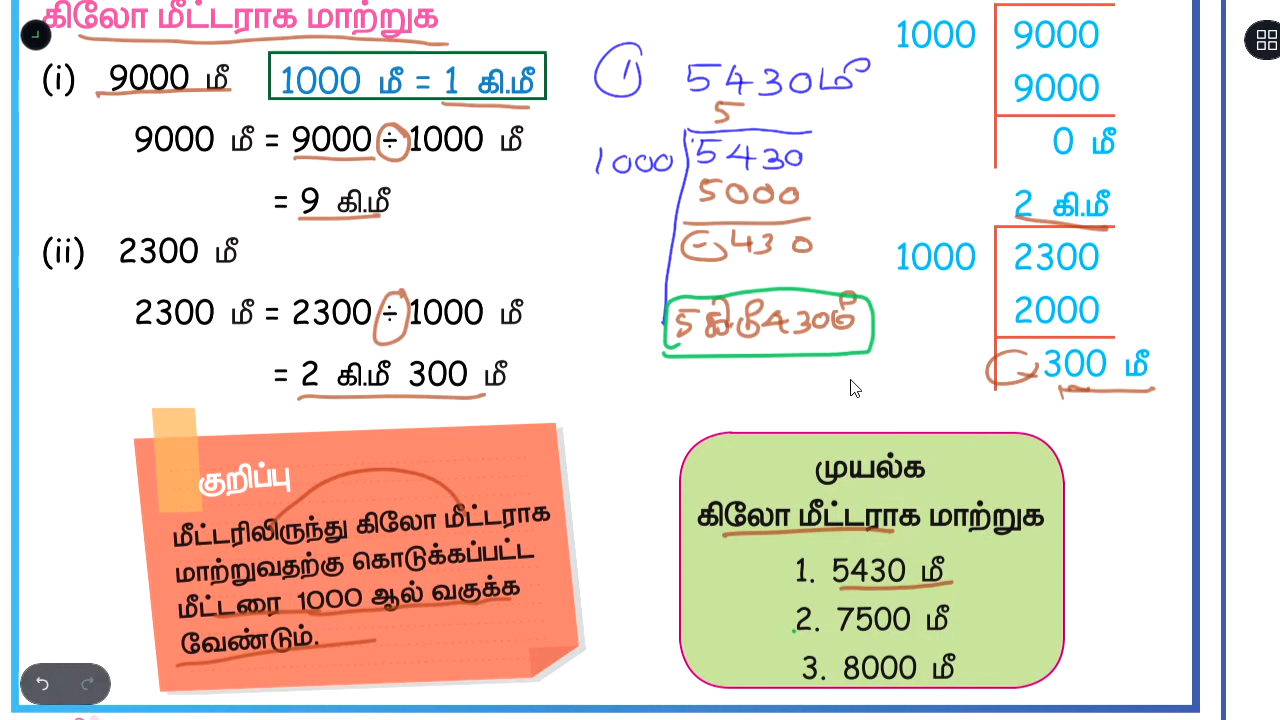 கிலோ மீட்டராக மாற்றுக
(i) 9000 மீ
1000 மீ = 1 கி.மீ
9000 மீ = 9000 ÷ 1000 மீ
= 9 கி.மீ
(ii) 2300 மீ
2300 மீ = 2300 ÷ 1000 மீ
= 2 கி.மீ 300 மீ
1 5430மீ
5
1000 5430
5000
430
5கிமீ430மீ
1000 9000
9000
0 மீ
2 கி.மீ
1000 2300
2000
300 மீ
குறிப்பு
மீட்டரிலிருந்து கிலோ மீட்டராக
மாற்றுவதற்கு கொடுக்கப்பட்ட
மீட்டரை 1000 ஆல் வகுக்க
வேண்டும்.
முயல்க
கிலோ மீட்டராக மாற்றுக
1. 5430 மீ
2. 7500 மீ
3. 8000 மீ